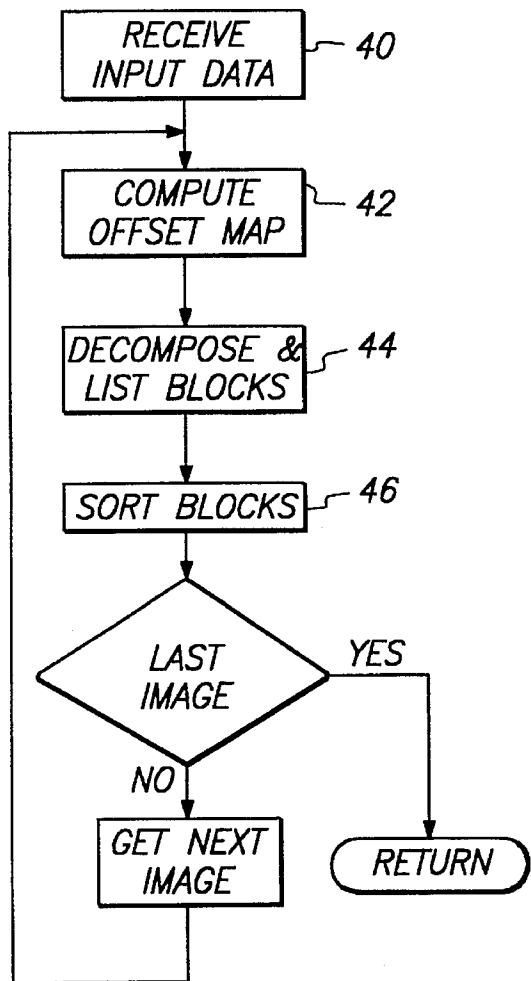 RECEIVE
INPUT DATA
40
COMPUTE
OFFSET MAP
42
DECOMPOSE &
LIST BLOCKS
44
SORT BLOCKS
46
LAST
IMAGE
YES
NO
GET NEXT
IMAGE
RETURN